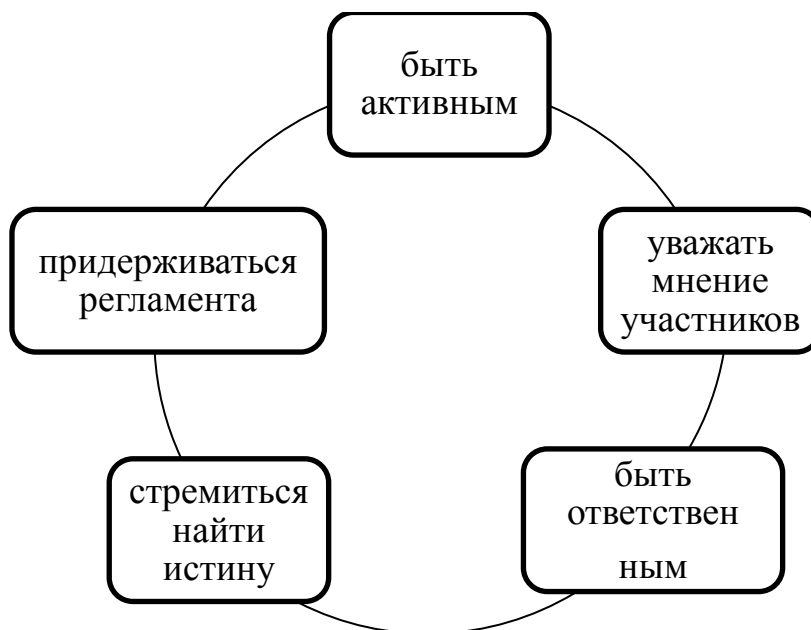 быть
активным
уважать
мнение
участников
быть
ответствен
ным
стремиться
найти
истину
придерживаться
регламента